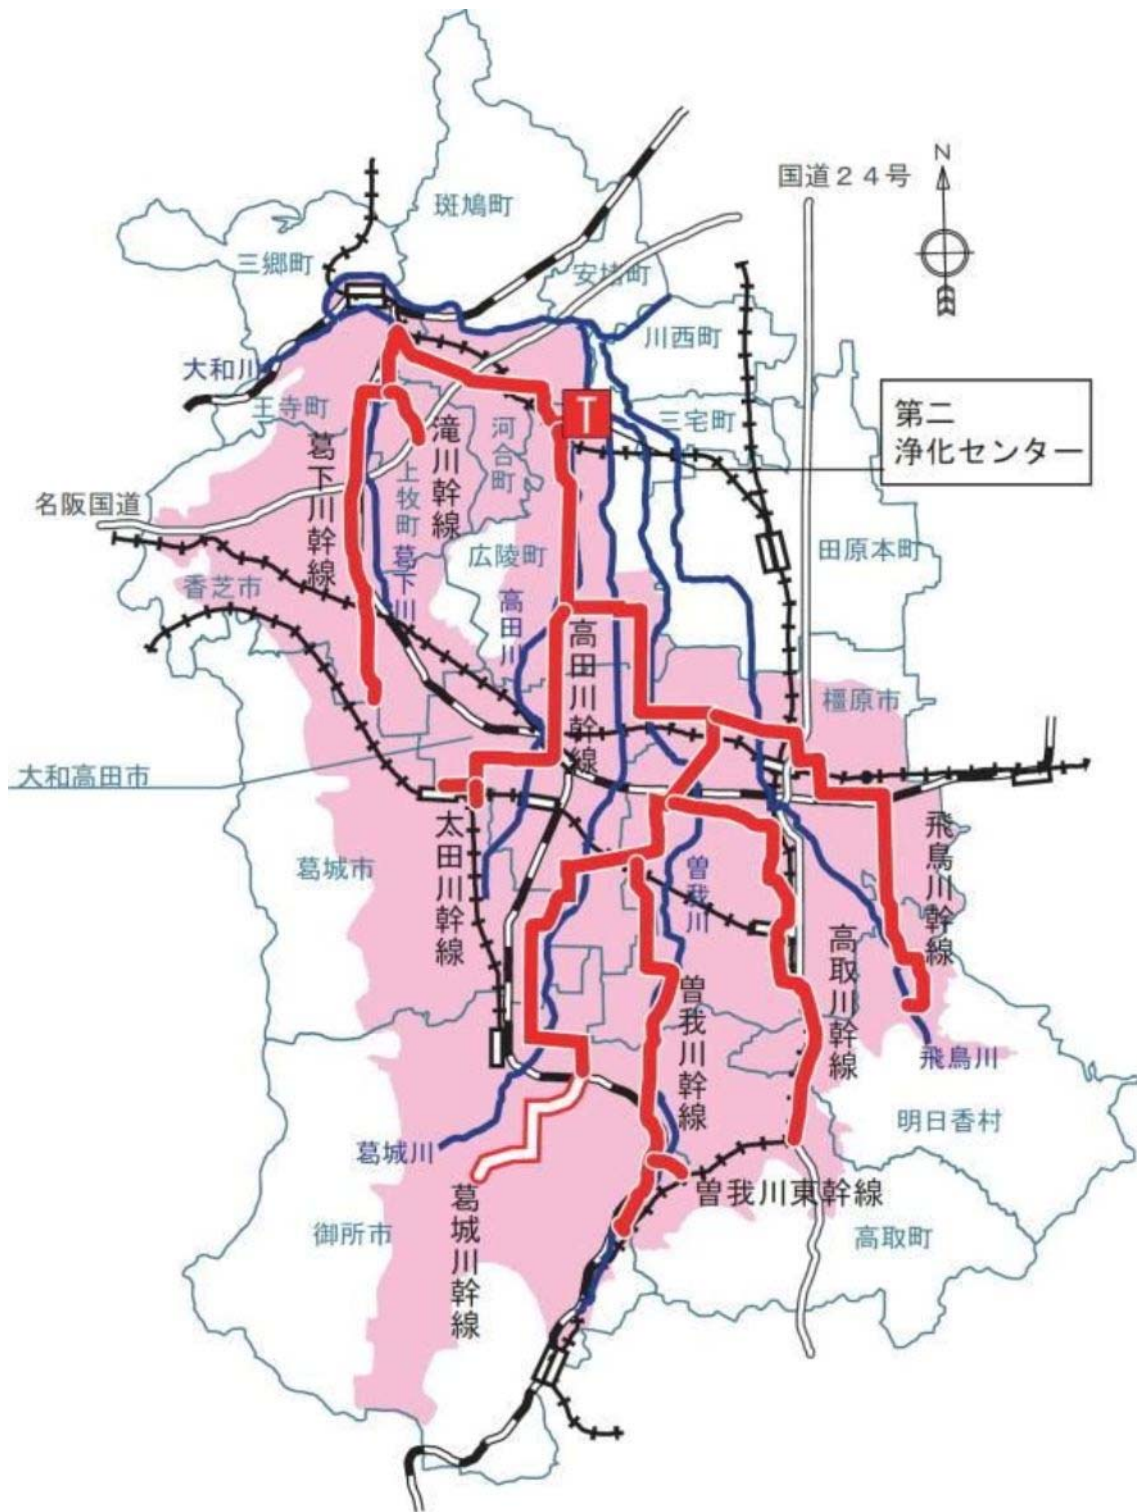 N
国道２４号
斑鳩町
三郷町
安堵町
川西町
大和川
王寺町
三宅町
第二
浄化センター
T
河合町
滝川幹線
葛下川幹線
上牧町
名阪国道
広陵町
田原本町
香芝市
葛下川
高田川
高田川幹線
橿原市
大和高田市
太田川幹線
葛城市
曽我川
飛鳥川幹線
高取川幹線
曽我川幹線
飛鳥川
明日香村
葛城川
曽我川東幹線
葛城川幹線
御所市
高取町